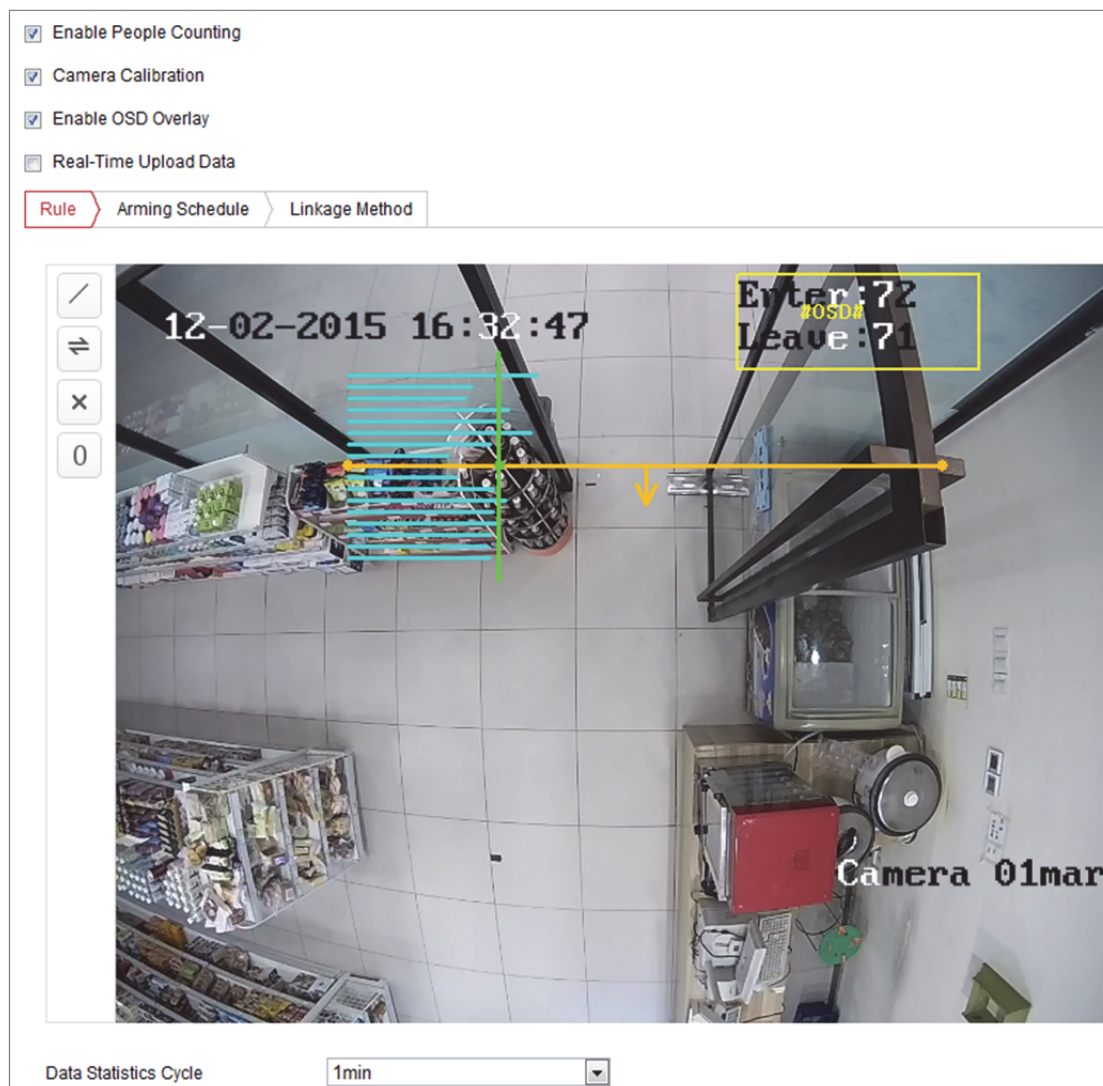 Enable People Counting
Camera Calibration
Enable OSD Overlay
Real-Time Upload Data
Rule
Arming Schedule
Linkage Method
Enter:72
#OSD#
12-02-2015 16:32:47
Leave:71
0
Camera 01mar
Data Statistics Cycle
1min